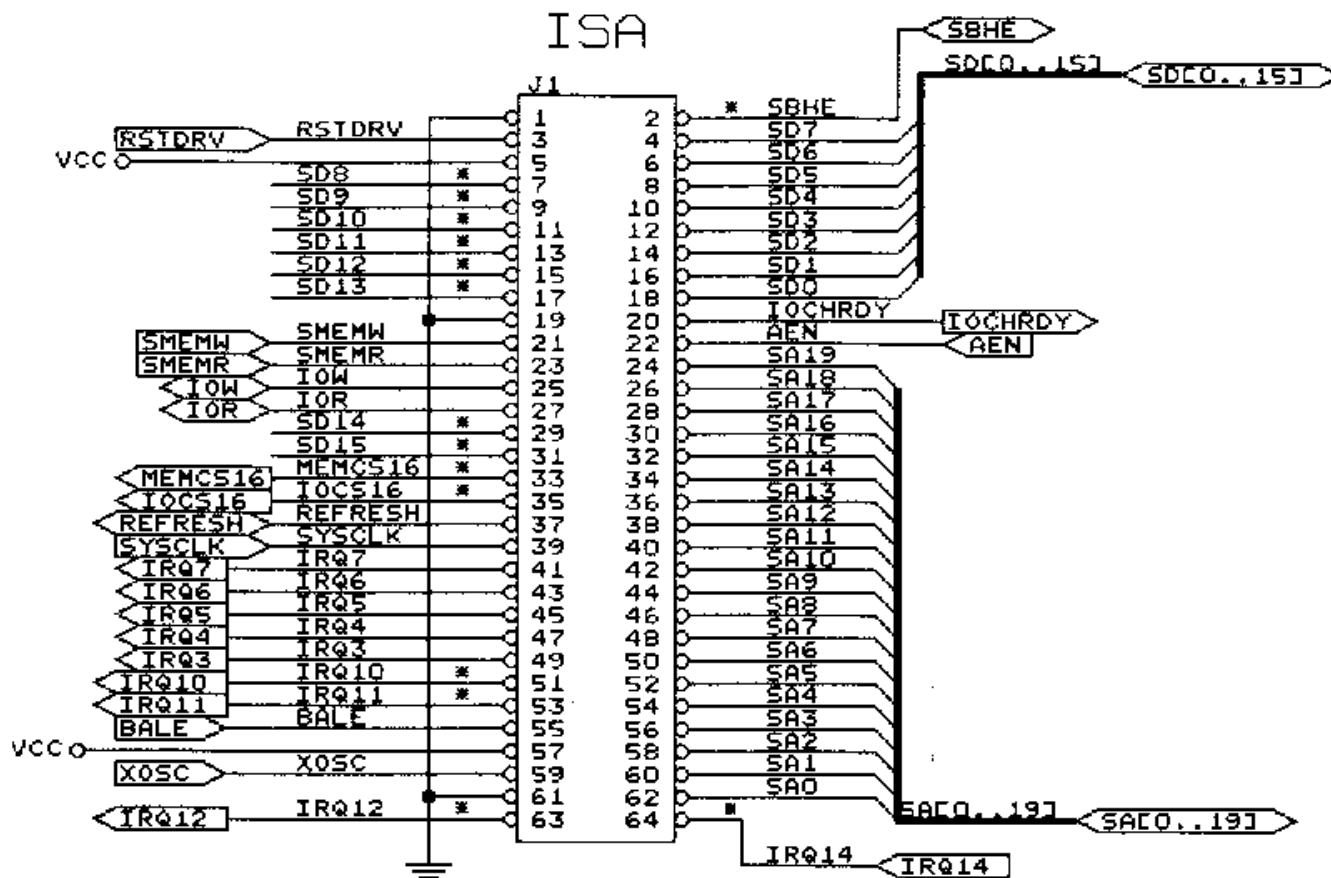 ISA
J1
SBHE
SD[0..15] SD[0..15]
1 2 * SBHE
RSTDRV RSTDRV 3 4 SD7
VCC 5 6 SD6
SD8 * 7 8 SD5
SD9 * 9 10 SD4
SD10 * 11 12 SD3
SD11 * 13 14 SD2
SD12 * 15 16 SD1
SD13 * 17 18 SD0
19 20 IOCHRDY IOCHRDY
SMEMW SMEMW 21 22 AEN AEN
SMEMR SMEMR 23 24 SA19
IOW IOW 25 26 SA18
IOR IOR 27 28 SA17
SD14 * 29 30 SA16
SD15 * 31 32 SA15
MEMCS16 MEMCS16 * 33 34 SA14
IOCS16 IOCS16 * 35 36 SA13
REFRESH REFRESH 37 38 SA12
SYSCLK SYSCLK 39 40 SA11
IRQ7 IRQ7 41 42 SA10
IRQ6 IRQ6 43 44 SA9
IRQ5 IRQ5 45 46 SA8
IRQ4 IRQ4 47 48 SA7
IRQ3 IRQ3 49 50 SA6
IRQ10 IRQ10 * 51 52 SA5
IRQ11 IRQ11 * 53 54 SA4
BALE BALE 55 56 SA3
VCC 57 58 SA2
XOSC XOSC 59 60 SA1
61 62 SA0
SA[0..19] SA[0..19]
IRQ12 IRQ12 * 63 64 *
IRQ14 IRQ14